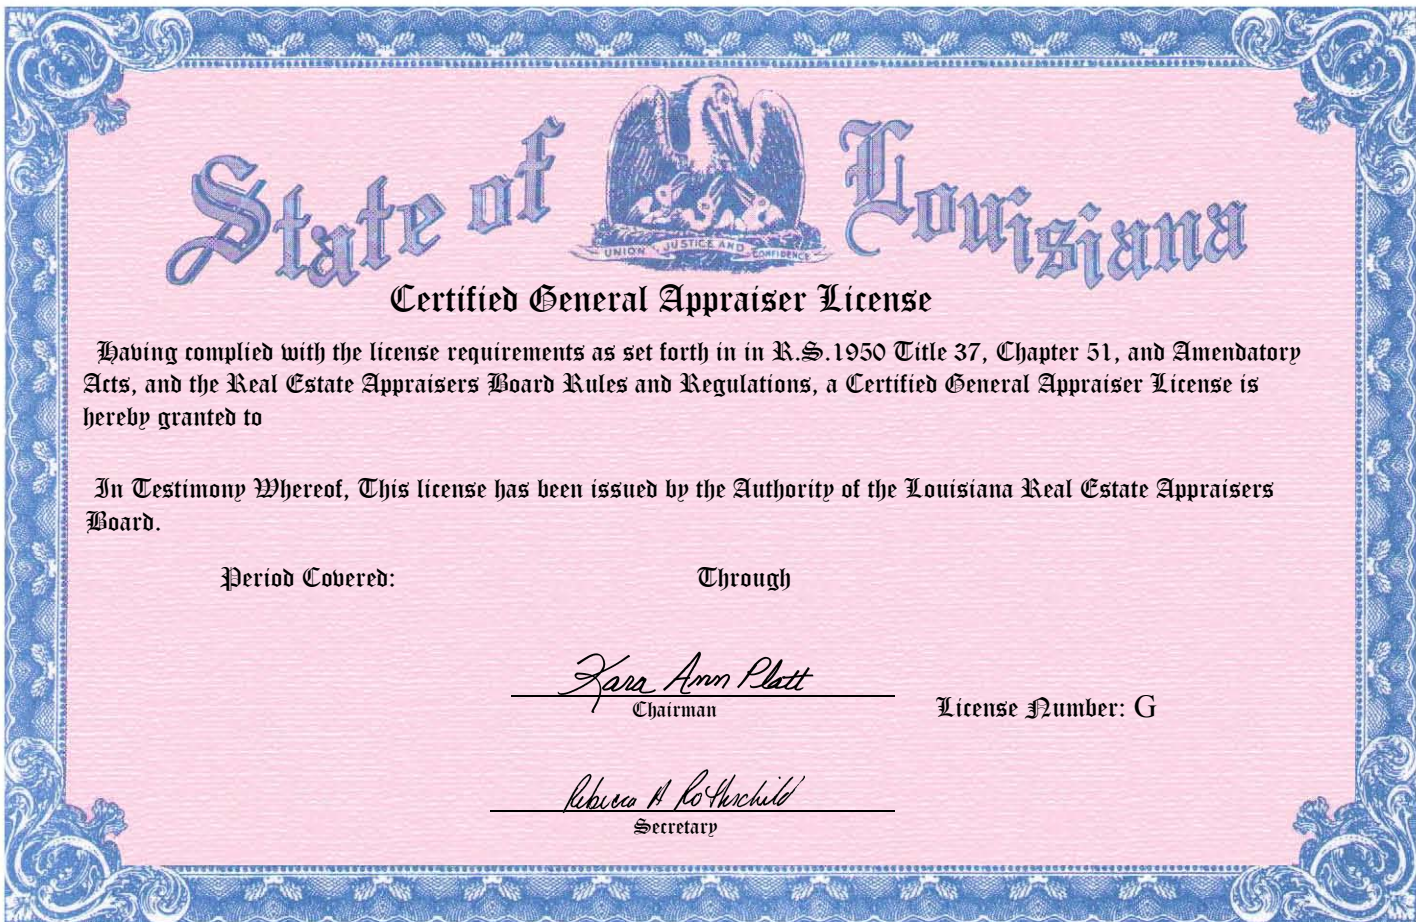 State of Louisiana
UNION JUSTICE AND CONFIDENCE
Certified General Appraiser License
Having complied with the license requirements as set forth in in R.S.1950 Title 37, Chapter 51, and Amendatory
Acts, and the Real Estate Appraisers Board Rules and Regulations, a Certified General Appraiser License is
hereby granted to
In Testimony Whereof, This license has been issued by the Authority of the Louisiana Real Estate Appraisers
Board.
Period Covered: Through
Kara Ann Platt
Chairman
License Number: G
Rebecca A Rothschild
Secretary